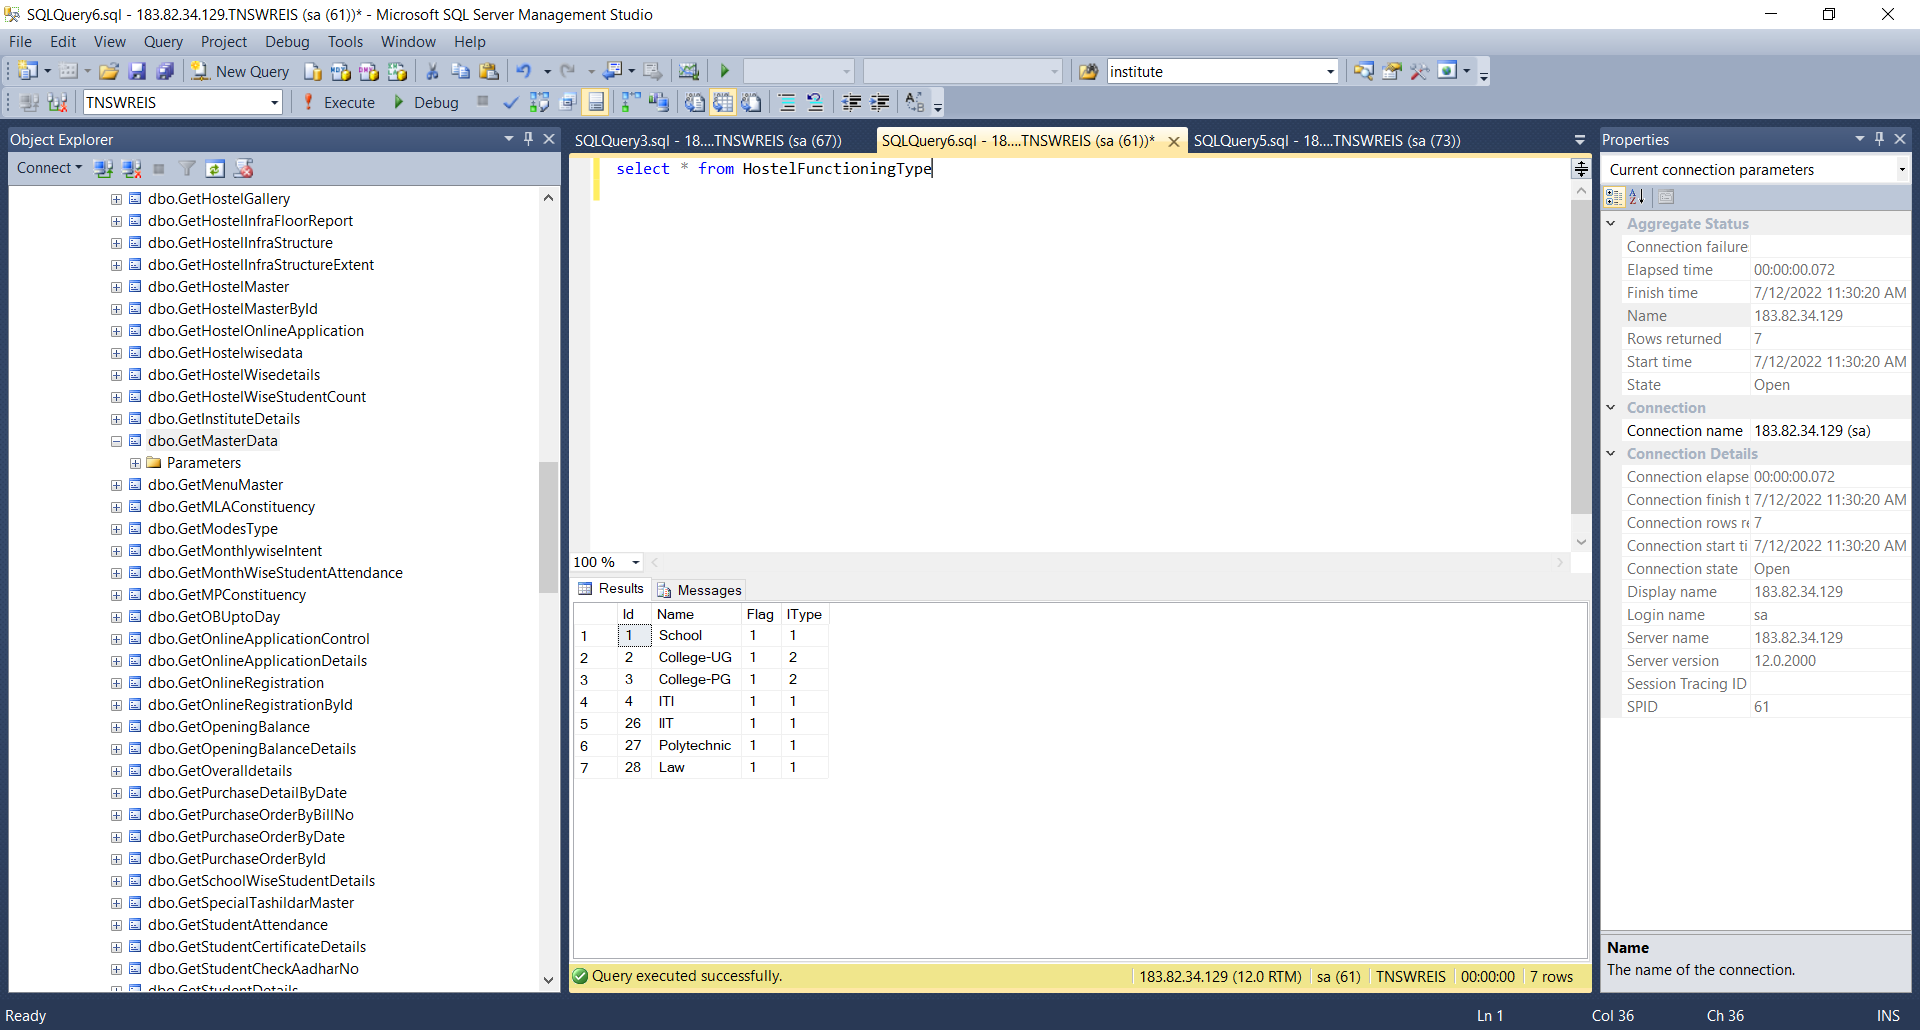 SQLQuery6.sql - 183.82.34.129.TNSWREIS (sa (61))* - Microsoft SQL Server Management Studio
File Edit View Query Project Debug Tools Window Help
New Query institute
TNSWREIS Execute Debug
Object Explorer
Connect
dbo.GetHostelGallery
dbo.GetHostelInfraFloorReport
dbo.GetHostelInfraStructure
dbo.GetHostelInfraStructureExtent
dbo.GetHostelMaster
dbo.GetHostelMasterById
dbo.GetHostelOnlineApplication
dbo.GetHostelwisedata
dbo.GetHostelWisedetails
dbo.GetHostelWiseStudentCount
dbo.GetInstituteDetails
dbo.GetMasterData
Parameters
dbo.GetMenuMaster
dbo.GetMLAConstituency
dbo.GetModesType
dbo.GetMonthlywiseIntent
dbo.GetMonthWiseStudentAttendance
dbo.GetMPConstituency
dbo.GetOBUptoDay
dbo.GetOnlineApplicationControl
dbo.GetOnlineApplicationDetails
dbo.GetOnlineRegistration
dbo.GetOnlineRegistrationById
dbo.GetOpeningBalance
dbo.GetOpeningBalanceDetails
dbo.GetOveralldetails
dbo.GetPurchaseDetailByDate
dbo.GetPurchaseOrderByBillNo
dbo.GetPurchaseOrderByDate
dbo.GetPurchaseOrderById
dbo.GetSchoolWiseStudentDetails
dbo.GetSpecialTashildarMaster
dbo.GetStudentAttendance
dbo.GetStudentCertificateDetails
dbo.GetStudentCheckAadharNo
dbo.GetStudentDetails
SQLQuery3.sql - 18....TNSWREIS (sa (67)) SQLQuery6.sql - 18....TNSWREIS (sa (61))* SQLQuery5.sql - 18....TNSWREIS (sa (73))
select * from HostelFunctioningType
100 %
Results Messages
Id Name Flag IType
1 1 School 1 1
2 2 College-UG 1 2
3 3 College-PG 1 2
4 4 ITI 1 1
5 26 IIT 1 1
6 27 Polytechnic 1 1
7 28 Law 1 1
Query executed successfully. 183.82.34.129 (12.0 RTM) sa (61) TNSWREIS 00:00:00 7 rows
Properties
Current connection parameters
Aggregate Status
Connection failure
Elapsed time 00:00:00.072
Finish time 7/12/2022 11:30:20 AM
Name 183.82.34.129
Rows returned 7
Start time 7/12/2022 11:30:20 AM
State Open
Connection
Connection name 183.82.34.129 (sa)
Connection Details
Connection elapse 00:00:00.072
Connection finish t 7/12/2022 11:30:20 AM
Connection rows re 7
Connection start ti 7/12/2022 11:30:20 AM
Connection state Open
Display name 183.82.34.129
Login name sa
Server name 183.82.34.129
Server version 12.0.2000
Session Tracing ID
SPID 61
Name
The name of the connection.
Ready Ln 1 Col 36 Ch 36 INS